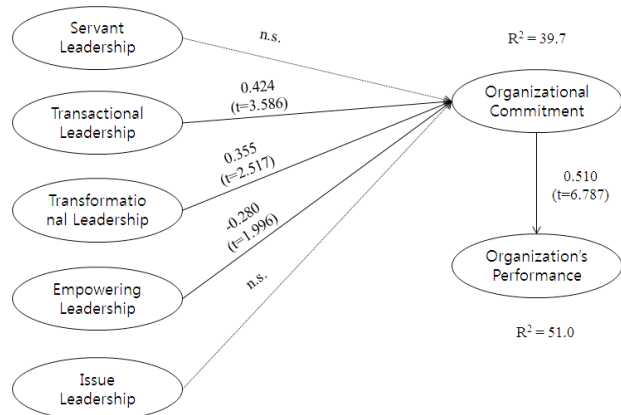 Servant
Leadership
n.s.
R² = 39.7
Transactional
Leadership
0.424
(t=3.586)
Organizational
Commitment
Transformatio
nal Leadership
0.355
(t=2.517)
0.510
(t=6.787)
Empowering
Leadership
-0.280
(t=1.996)
Organization's
Performance
n.s.
R² = 51.0
Issue
Leadership